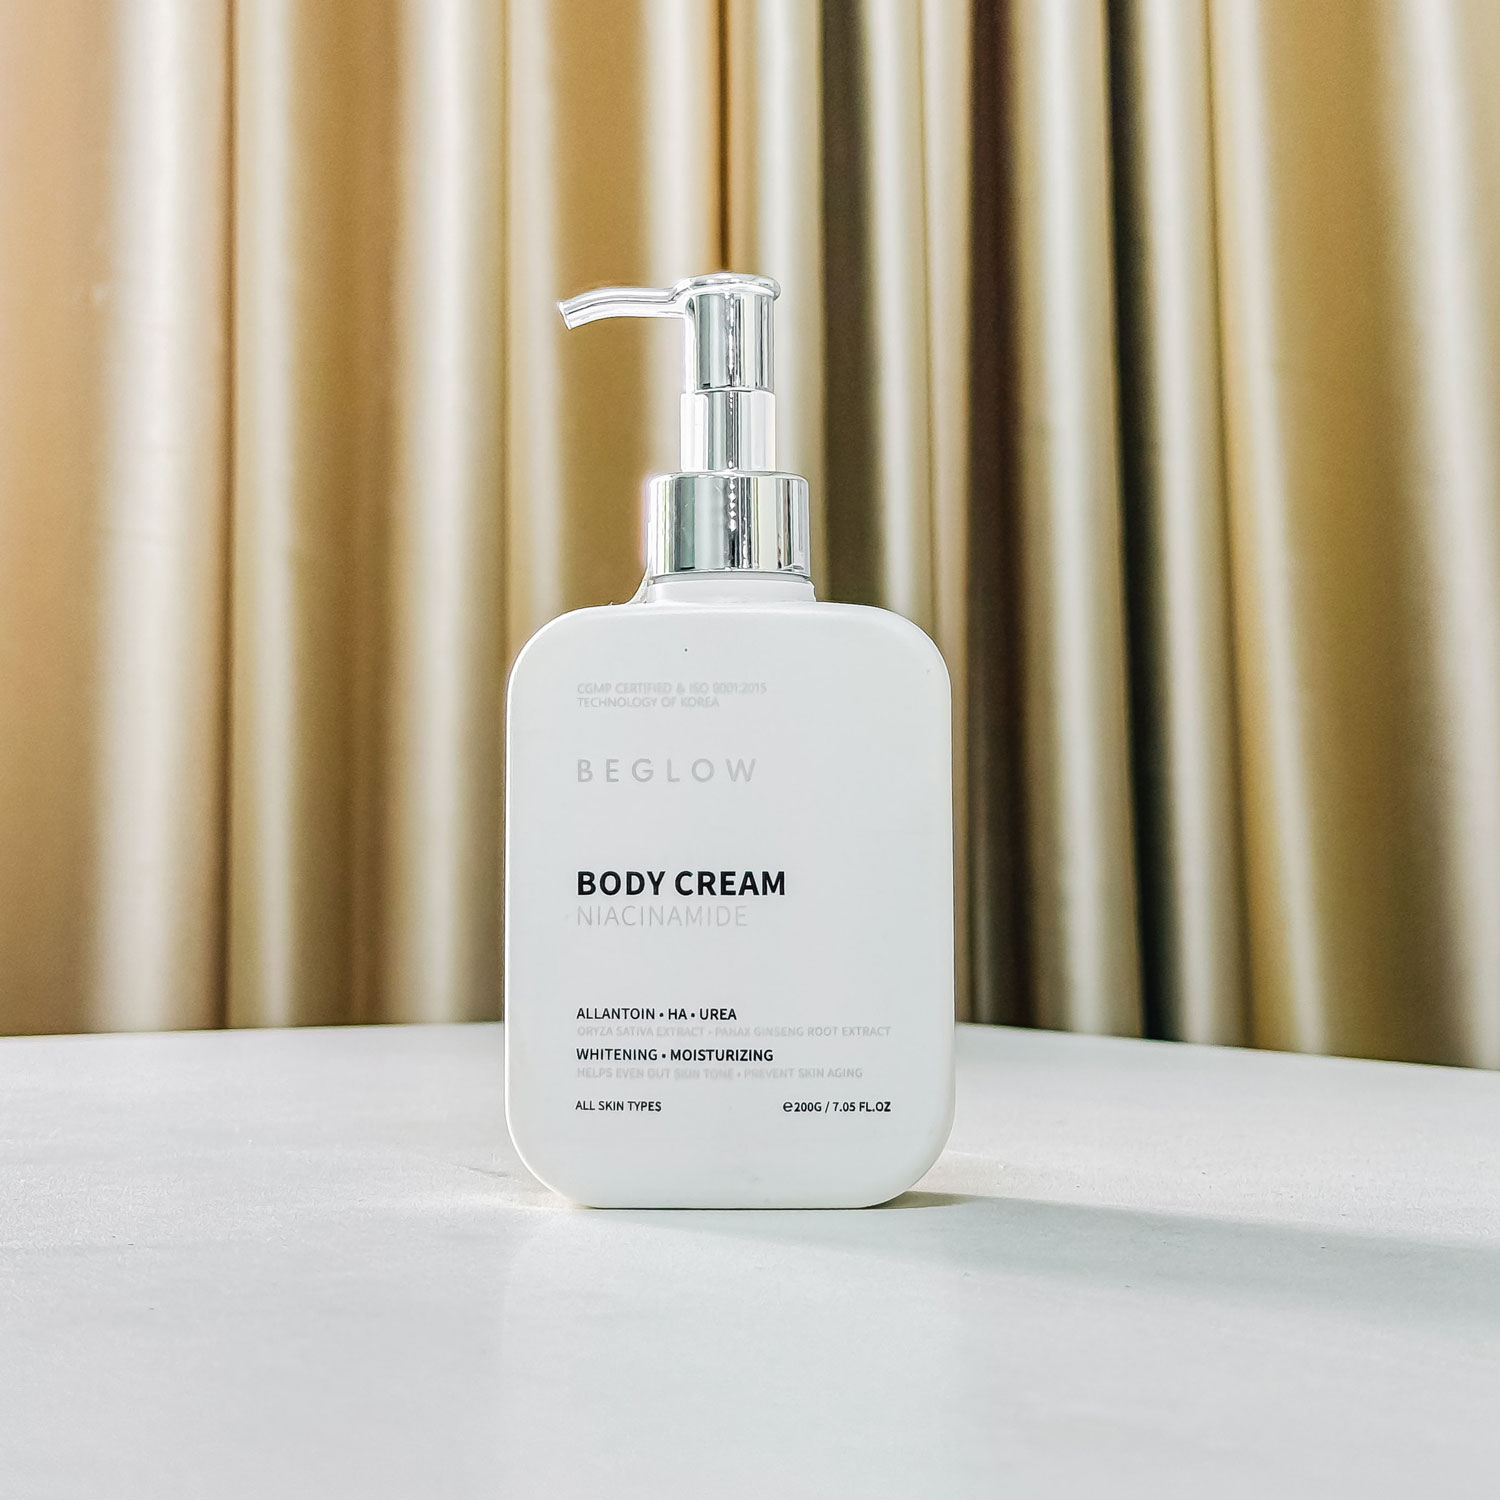 CGMP CERTIFIED & ISO 9001:2015
TECHNOLOGY OF KOREA
BEGLOW
BODY CREAM
NIACINAMIDE
ALLANTOIN • HA • UREA
ORYZA SATIVA EXTRACT • PANAX GINSENG ROOT EXTRACT
WHITENING • MOISTURIZING
HELPS EVEN OUT SKIN TONE • PREVENT SKIN AGING
ALL SKIN TYPES
℮200G / 7.05 FL.OZ